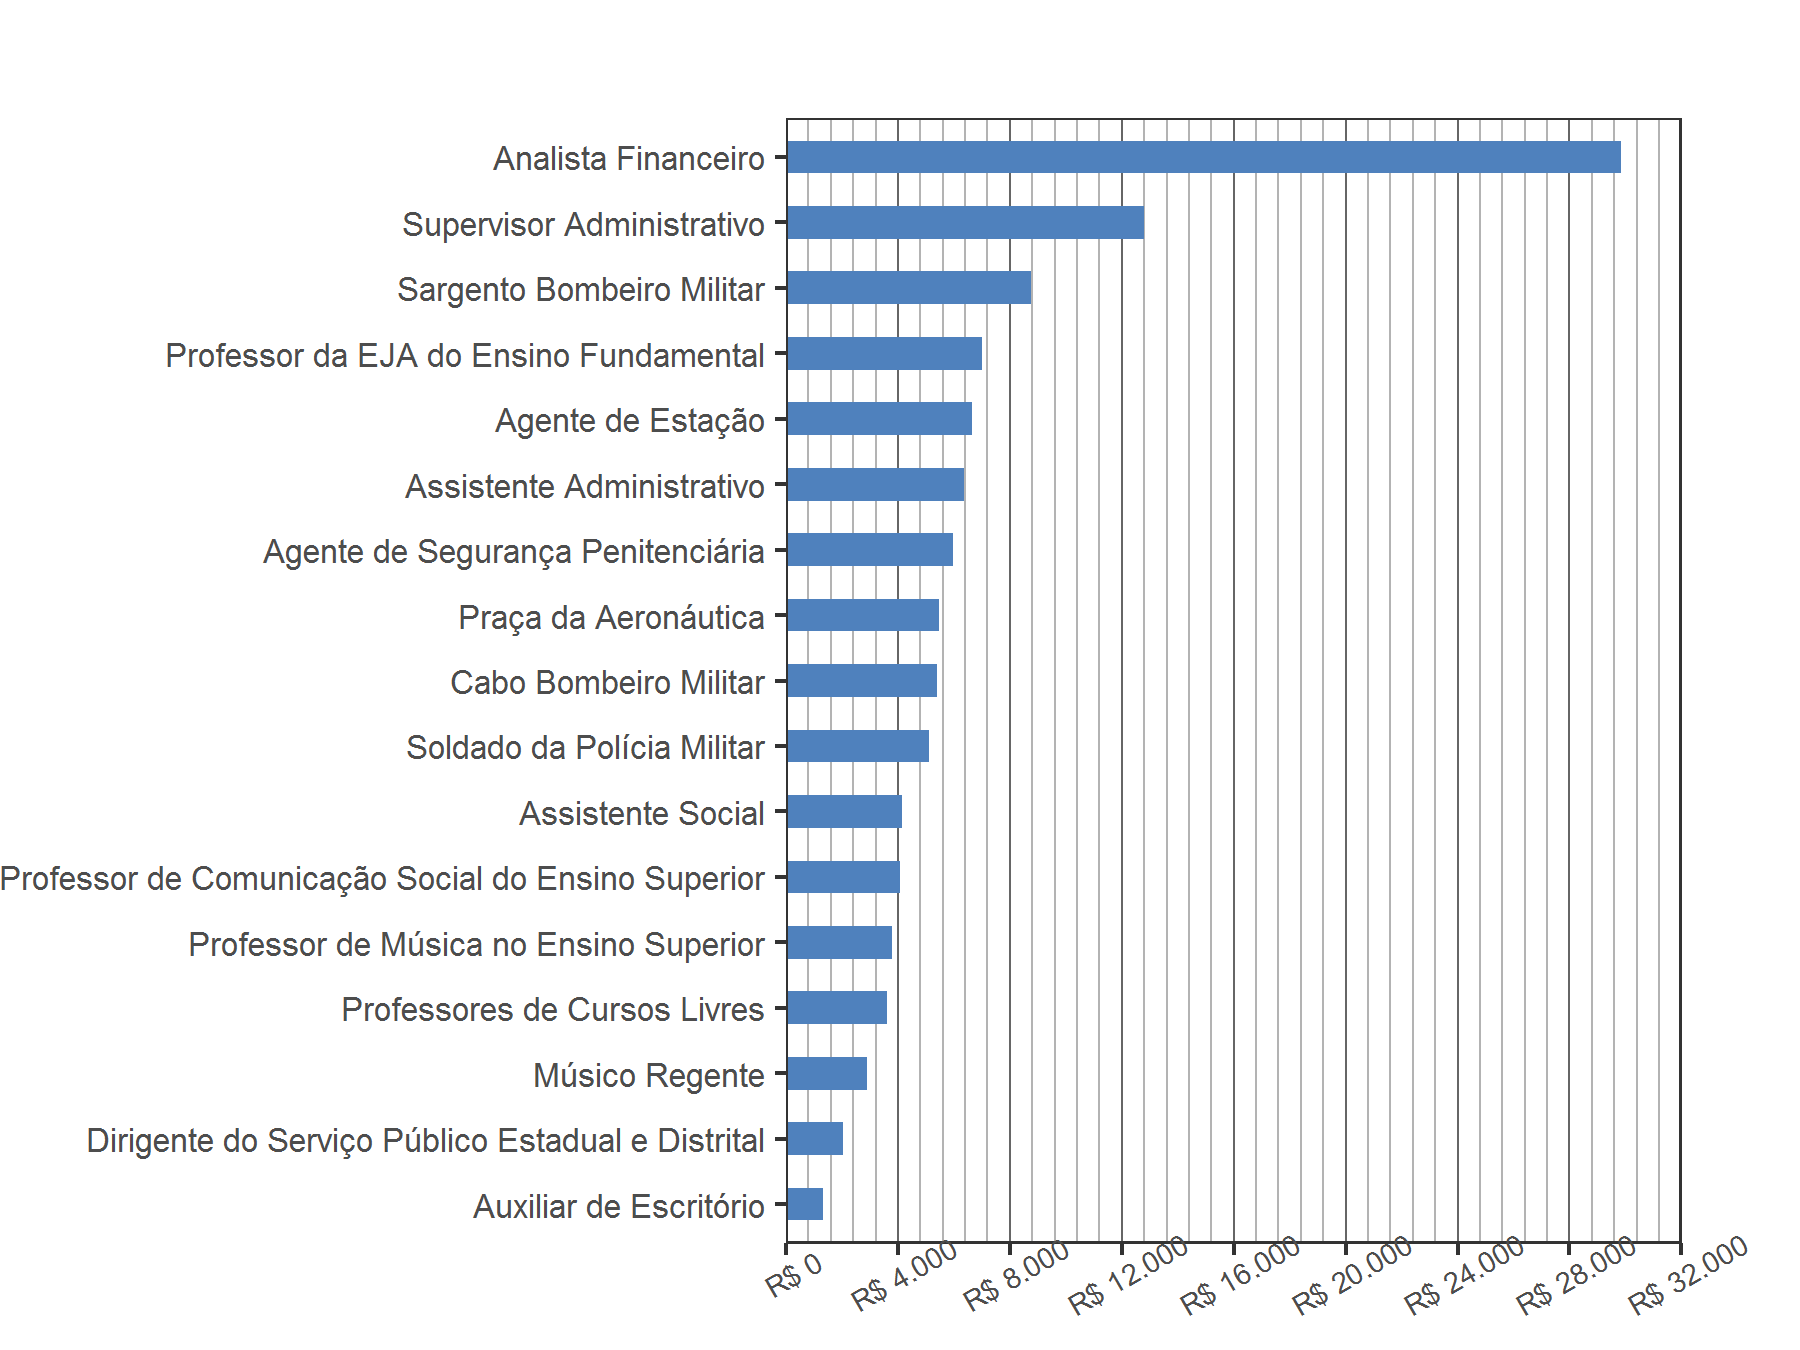 Analista Financeiro
Supervisor Administrativo
Sargento Bombeiro Militar
Professor da EJA do Ensino Fundamental
Agente de Estação
Assistente Administrativo
Agente de Segurança Penitenciária
Praça da Aeronáutica
Cabo Bombeiro Militar
Soldado da Polícia Militar
Assistente Social
Professor de Comunicação Social do Ensino Superior
Professor de Música no Ensino Superior
Professores de Cursos Livres
Músico Regente
Dirigente do Serviço Público Estadual e Distrital
Auxiliar de Escritório
R$ 0
R$ 4.000
R$ 8.000
R$ 12.000
R$ 16.000
R$ 20.000
R$ 24.000
R$ 28.000
R$ 32.000